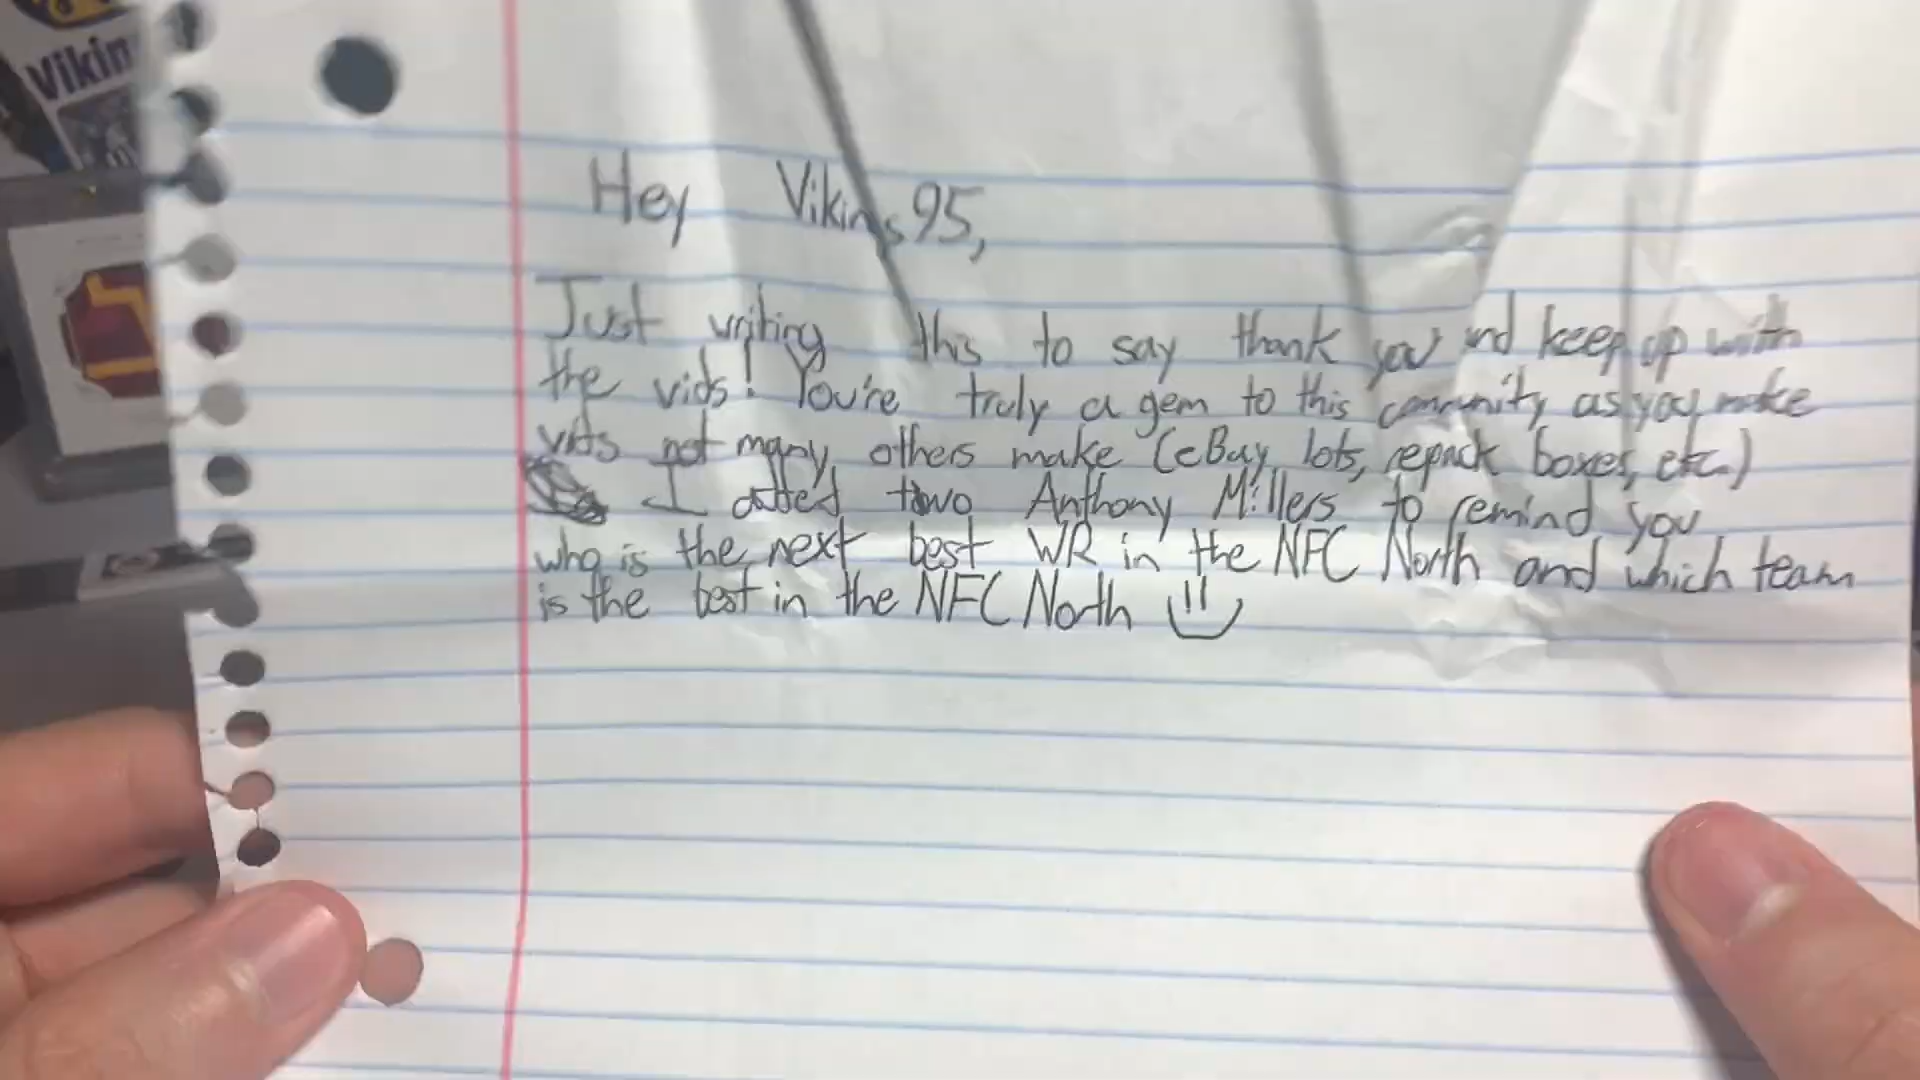 Vikin
Hey Vikings95,
Just writing this to say thank you and keep up with
the vids! You're truly a gem to this community as you make
vids not many others make (eBay lots, repack boxes, etc.)
I added two Anthony Millers to remind you
who is the next best WR in the NFC North and which team
is the best in the NFC North